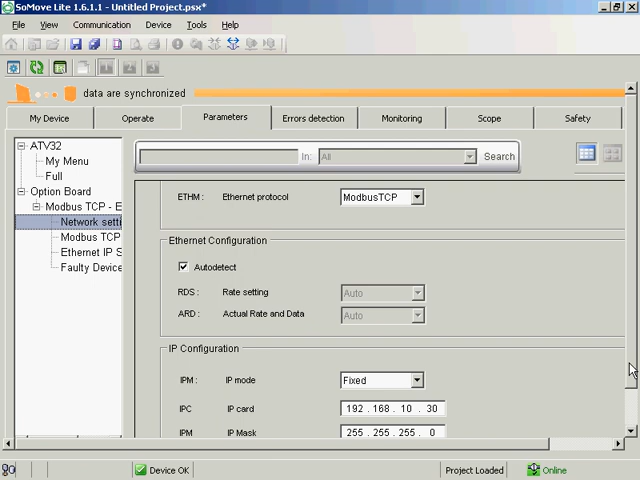 SoMove Lite 1.6.1.1 - Untitled Project.psx*
File View Communication Device Tools Help
1 2 3
data are synchronized
My Device Operate Parameters Errors detection Monitoring Scope Safety
ATV32
My Menu
Full
Option Board
Modbus TCP - E
Network setti
Modbus TCP
Ethernet IP S
Faulty Device
In: All Search
ETHM : Ethernet protocol ModbusTCP
Ethernet Configuration
Autodetect
RDS : Rate setting Auto
ARD : Actual Rate and Data Auto
IP Configuration
IPM : IP mode Fixed
IPC IP card 192 . 168 . 10 . 30
IPM IP Mask 255 . 255 . 255 . 0
Device OK Project Loaded Online